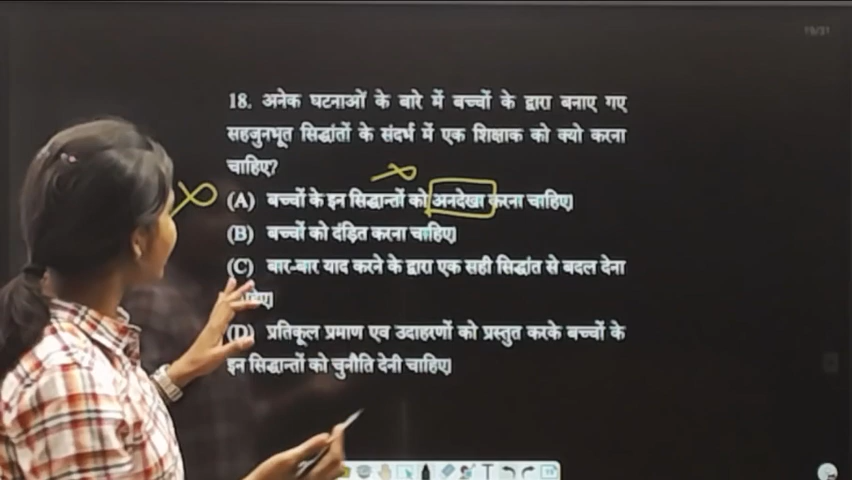 18. अनेक घटनाओं के बारे में बच्चों के द्वारा बनाए गए
सहजुनभूत सिद्धांतों के संदर्भ में एक शिक्षाक को क्यो करना
चाहिए?
(A) बच्चों के इन सिद्धान्तों को अनदेखा करना चाहिए|
(B) बच्चों को दंड़ित करना चाहिए|
(C) बार-बार याद करने के द्वारा एक सही सिद्धांत से बदल देना
(D) प्रतिकूल प्रमाण एव उदाहरणों को प्रस्तुत करके बच्चों के
इन सिद्धान्तों को चुनौति देनी चाहिए|